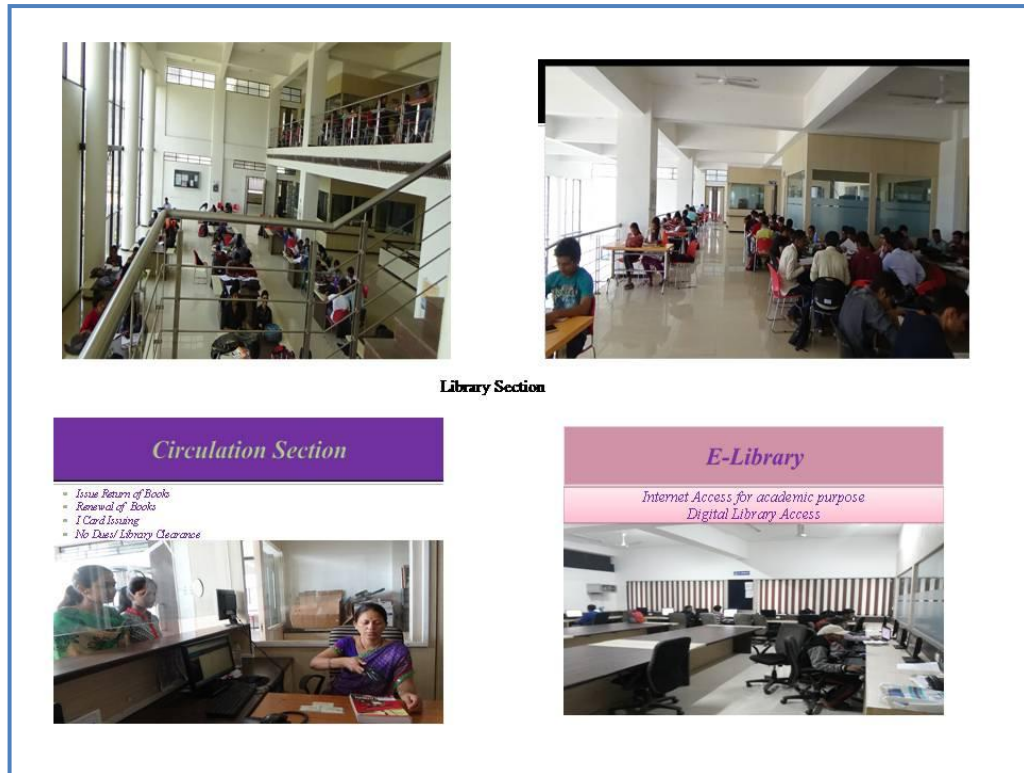 Library Section
Circulation Section
Issue Return of Books
Renewal of Books
I Card Issuing
No Dues/ Library Clearance
E-Library
Internet Access for academic purpose
Digital Library Access